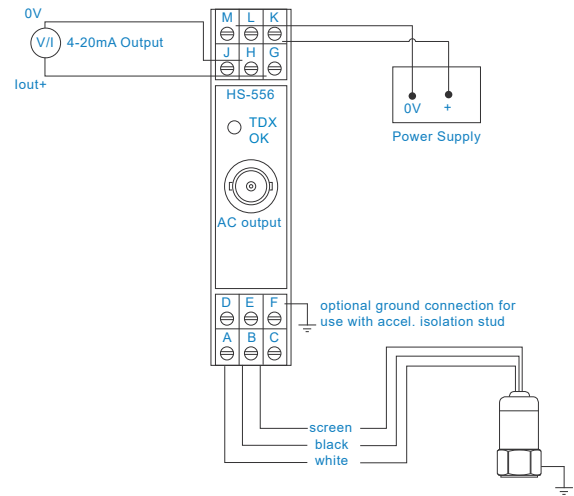 0V
V/I 4-20mA Output
Iout+
M L K
J H G
HS-556
TDX
OK
AC output
0V +
Power Supply
D E F
A B C
optional ground connection for
use with accel. isolation stud
screen
black
white